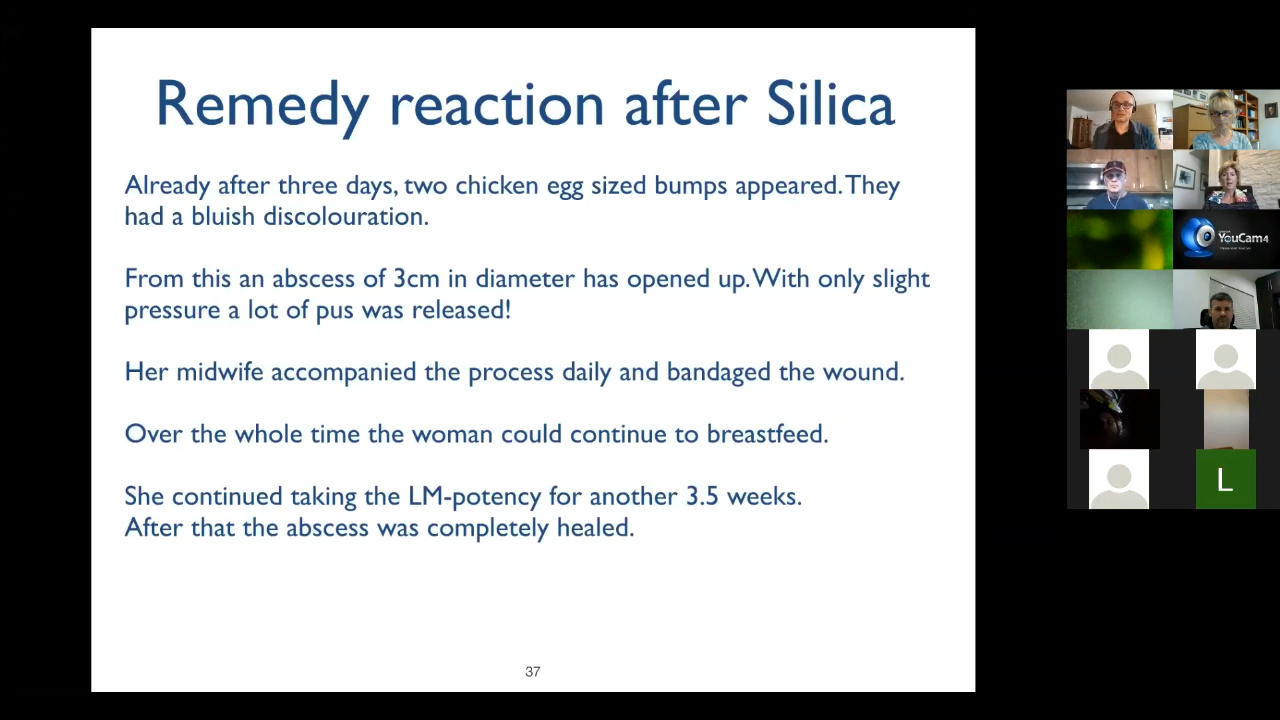 Remedy reaction after Silica
Already after three days, two chicken egg sized bumps appeared. They
had a bluish discolouration.
From this an abscess of 3cm in diameter has opened up. With only slight
pressure a lot of pus was released!
Her midwife accompanied the process daily and bandaged the wound.
Over the whole time the woman could continue to breastfeed.
She continued taking the LM-potency for another 3.5 weeks.
After that the abscess was completely healed.
37
YouCam4
L